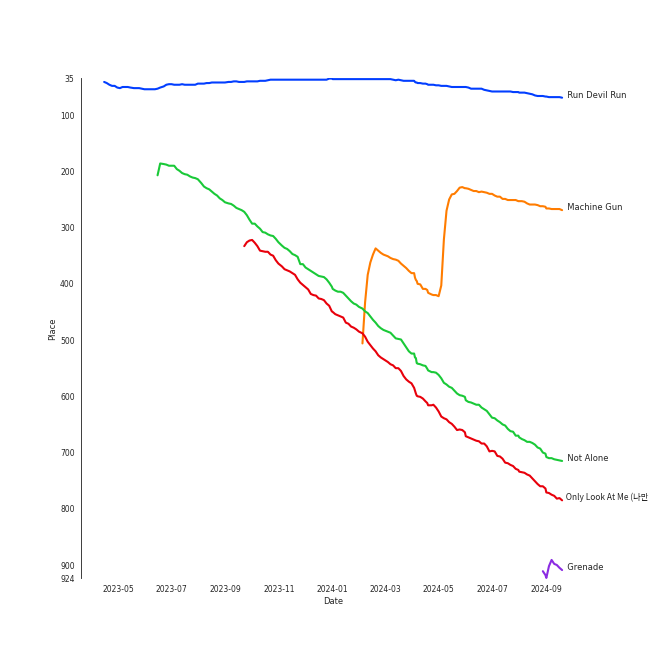 35
100
200
300
400
500
600
700
800
900
924
Place
2023-05
2023-07
2023-09
2023-11
2024-01
2024-03
2024-05
2024-07
2024-09
Date
Run Devil Run
Machine Gun
Not Alone
Only Look At Me (나만
Grenade